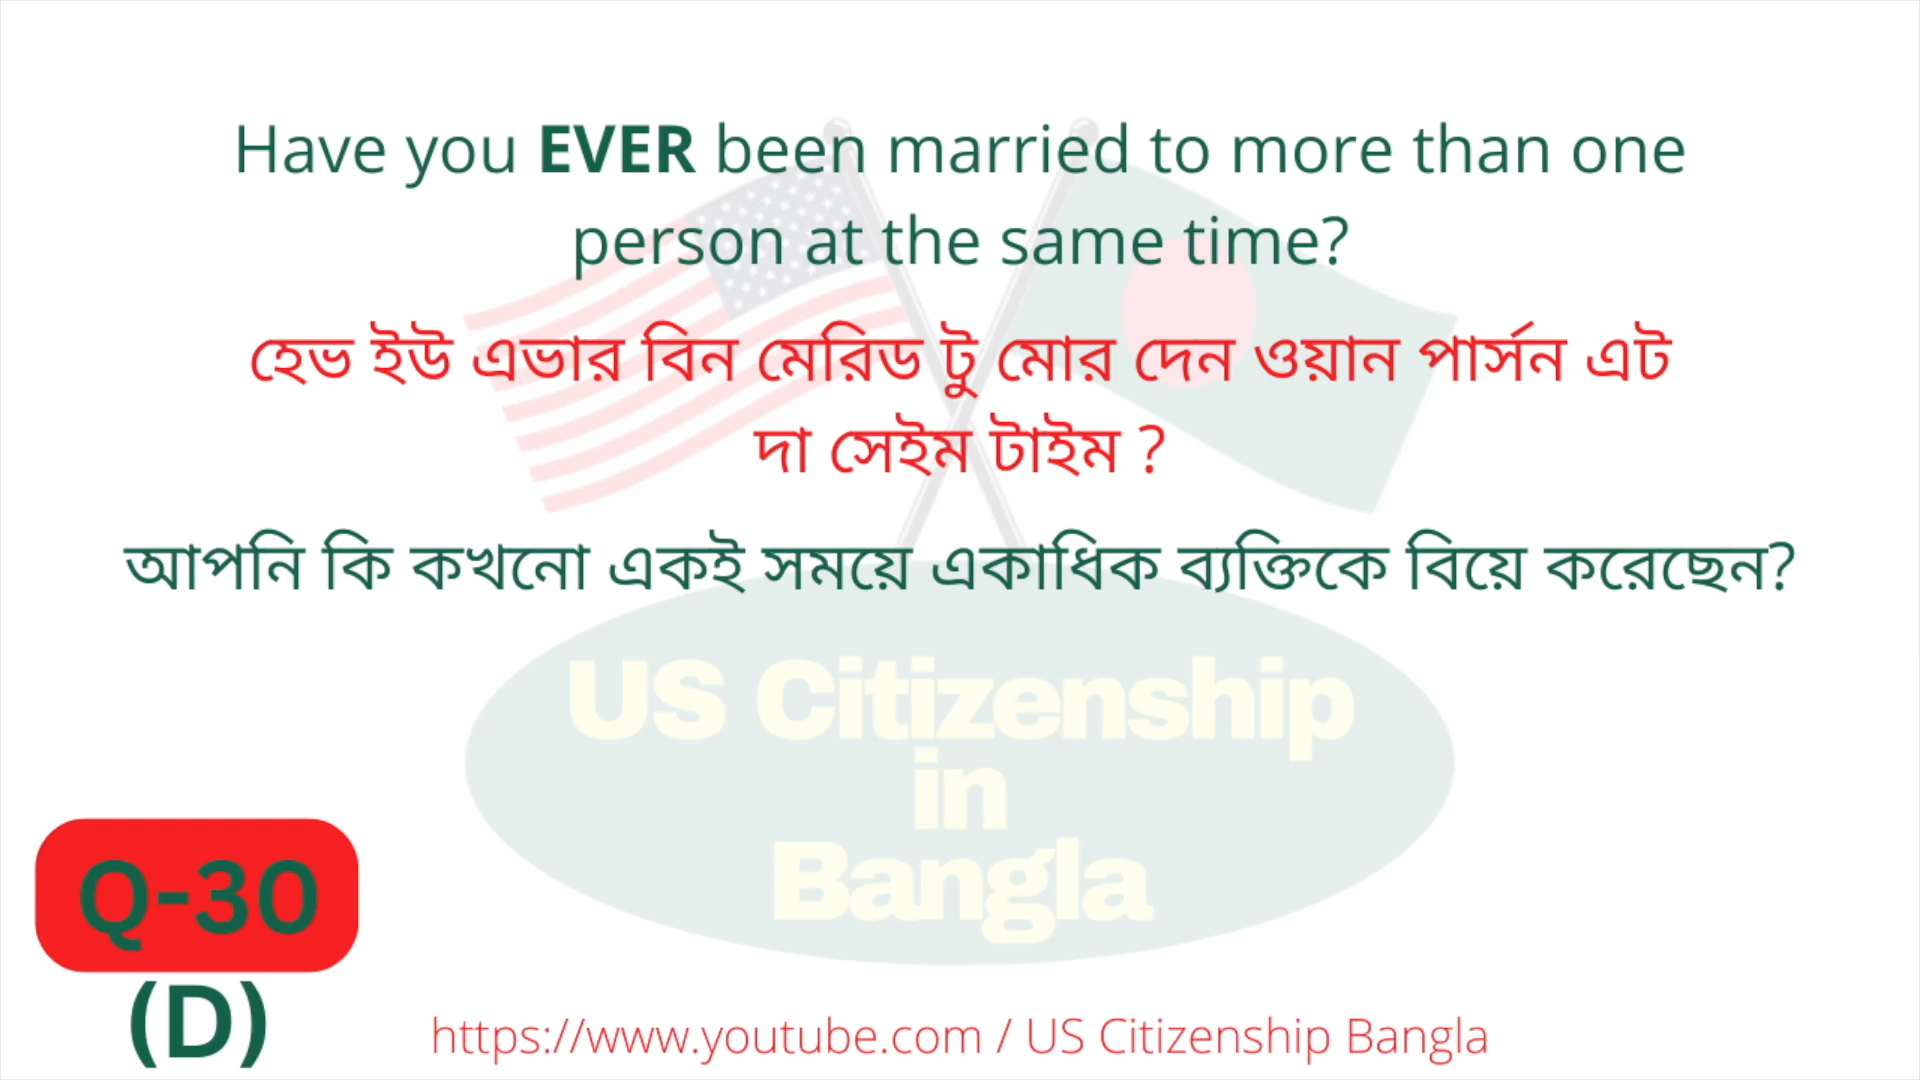 Have you EVER been married to more than one
person at the same time?
হেভ ইউ এভার বিন মেরিড টু মোর দেন ওয়ান পার্সন এট
দা সেইম টাইম ?
আপনি কি কখনো একই সময়ে একাধিক ব্যক্তিকে বিয়ে করেছেন?
US Citizenship
in
Bangla
Q-30
(D)
https://www.youtube.com / US Citizenship Bangla